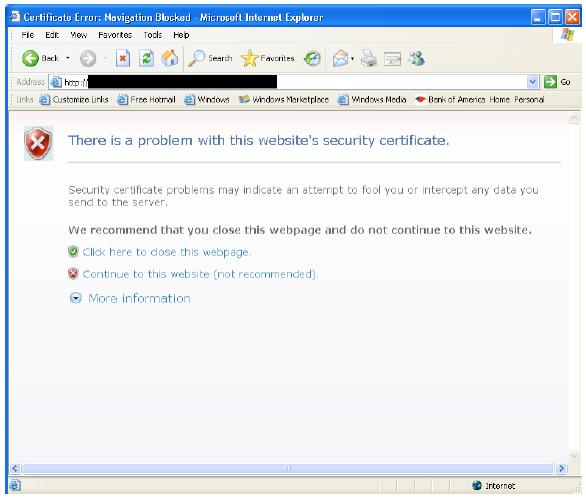 Certificate Error: Navigation Blocked - Microsoft Internet Explorer
File Edit View Favorites Tools Help
Back Search Favorites
Address http:// Go
Links Customize Links Free Hotmail Windows Windows Marketplace Windows Media Bank of America Home Personal
There is a problem with this website's security certificate.
Security certificate problems may indicate an attempt to fool you or intercept any data you
send to the server.
We recommend that you close this webpage and do not continue to this website.
Click here to close this webpage.
Continue to this website (not recommended).
More information
Internet